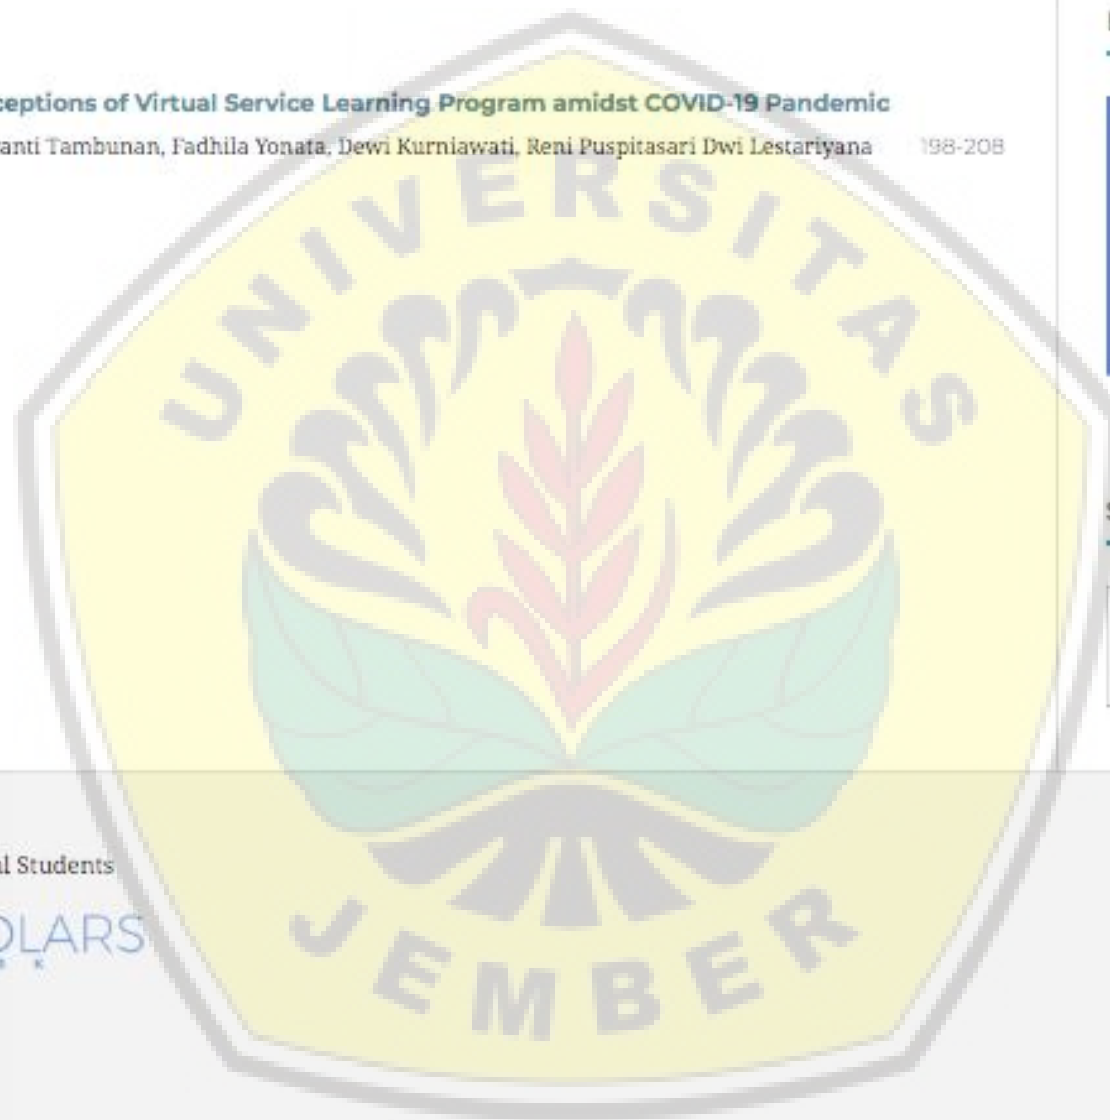 ceptions of Virtual Service Learning Program amidst COVID-19 Pandemic
anti Tambunan, Fadhila Yonata, Dewi Kurniawati, Reni Puspitasari Dwi Lestariyana 198-208
UNIVERSITAS
l Students
OLARS
JEMBER